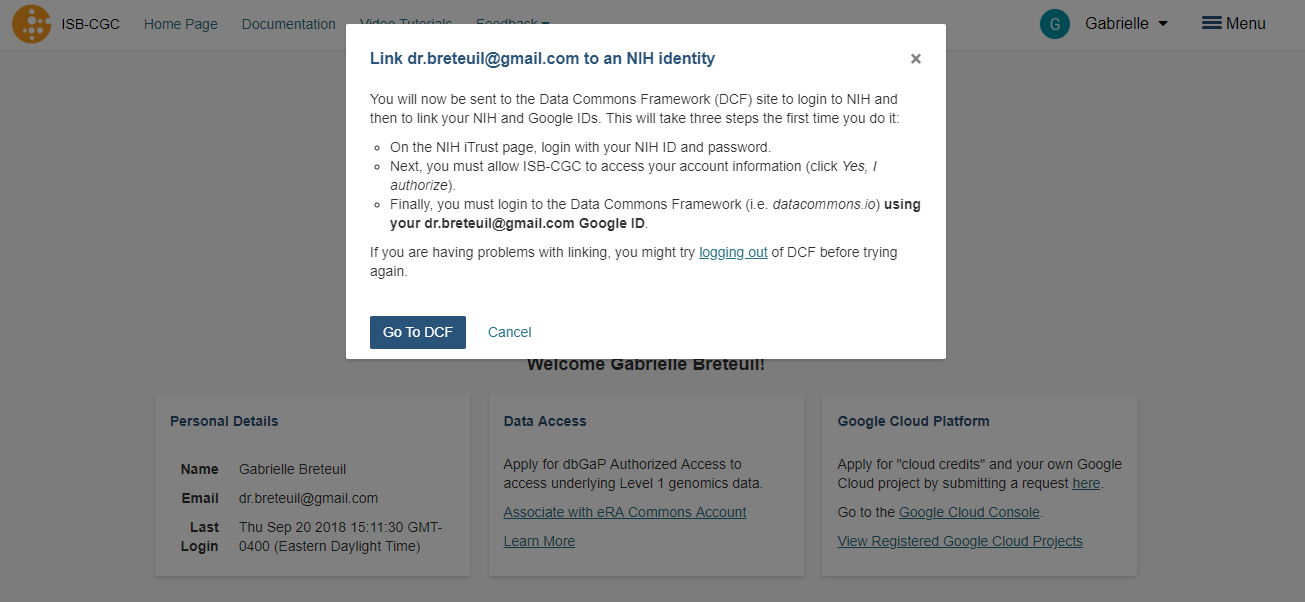 ISB-CGC Home Page Documentation Video Tutorials Feedback G Gabrielle Menu
Link dr.breteuil@gmail.com to an NIH identity ×
You will now be sent to the Data Commons Framework (DCF) site to login to NIH and
then to link your NIH and Google IDs. This will take three steps the first time you do it:
On the NIH iTrust page, login with your NIH ID and password.
Next, you must allow ISB-CGC to access your account information (click Yes, I
authorize).
Finally, you must login to the Data Commons Framework (i.e. datacommons.io) using
your dr.breteuil@gmail.com Google ID.
If you are having problems with linking, you might try logging out of DCF before trying
again.
Go To DCF Cancel
Welcome Gabrielle Breteuil!
Personal Details
Name Gabrielle Breteuil
Email dr.breteuil@gmail.com
Last Thu Sep 20 2018 15:11:30 GMT-
Login 0400 (Eastern Daylight Time)
Data Access
Apply for dbGaP Authorized Access to
access underlying Level 1 genomics data.
Associate with eRA Commons Account
Learn More
Google Cloud Platform
Apply for "cloud credits" and your own Google
Cloud project by submitting a request here.
Go to the Google Cloud Console.
View Registered Google Cloud Projects